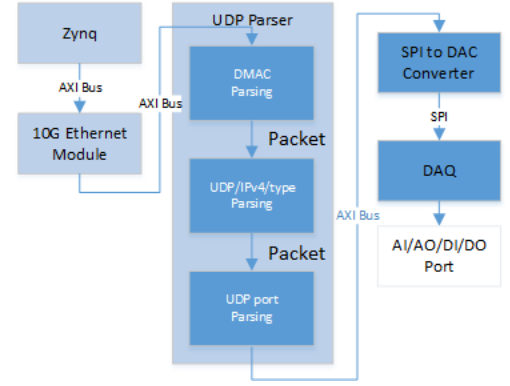 Zynq
AXI Bus
10G Ethernet
Module
AXI Bus
UDP Parser
DMAC
Parsing
Packet
UDP/IPv4/type
Parsing
Packet
UDP port
Parsing
AXI Bus
SPI to DAC
Converter
SPI
DAQ
AI/AO/DI/DO
Port